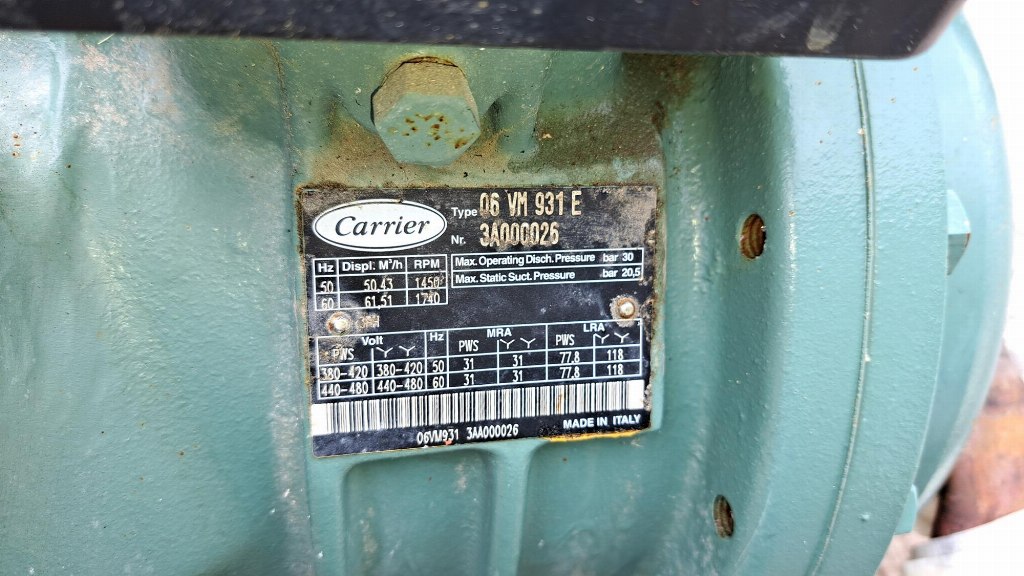 Carrier
Type 06 VM 931 E
Nr. 3A000026
Max. Operating Disch. Pressure bar 30
Max. Static Suct. Pressure bar 20,5
Hz Displ. M³/h RPM
50 50.43 1450
60 61.51 1740
Volt Hz MRA LRA
PWS PWS PWS
380-420 380-420 50 31 31 77.8 118
440-480 440-480 60 31 31 77.8 118
06VM931 3AA000026
MADE IN ITALY